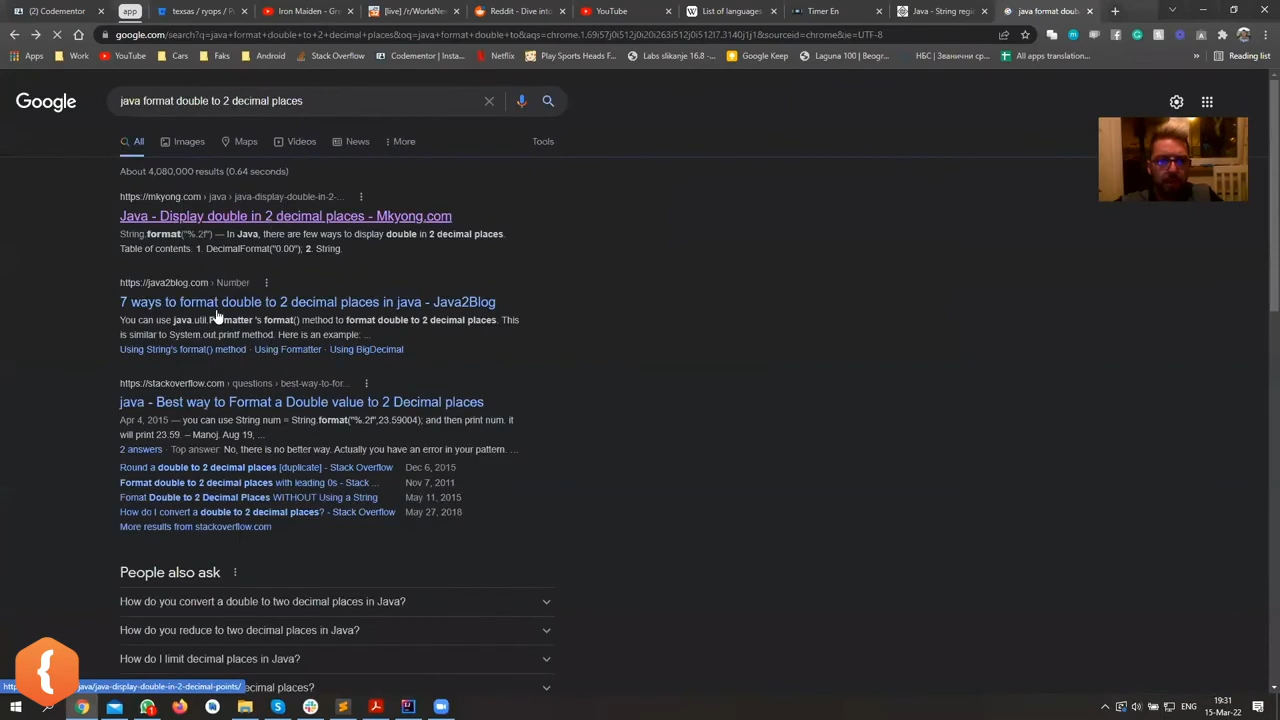 (2) Codementor
app
texsas / ryops / Pu
Iron Maiden - Gr
[live] /r/WorldNew
Reddit - Dive into
YouTube
List of languages
Timer En
Java - String regi
java format doub
google.com/search?q=java+format+double+to+2+decimal+places&oq=java+format+double+to&aqs=chrome.1.69i57j0i512j0i20i263i512j0i512l7.3140j1j1&sourceid=chrome&ie=UTF-8
Apps
Work
YouTube
Cars
Faks
Android
Stack Overflow
Codementor | Insta...
Netflix
Play Sports Heads F...
Labs slikanje 16.8 -...
Google Keep
Laguna 100 | Beogr...
НБС | Званични ср...
All apps translation...
Reading list
Google
java format double to 2 decimal places
All
Images
Maps
Videos
News
More
Tools
About 4,080,000 results (0.64 seconds)
https://mkyong.com › java › java-display-double-in-2-...
Java - Display double in 2 decimal places - Mkyong.com
String.format("%.2f") — In Java, there are few ways to display double in 2 decimal places.
Table of contents. 1. DecimalFormat("0.00"); 2. String.
https://java2blog.com › Number
7 ways to format double to 2 decimal places in java - Java2Blog
You can use java.util.Formatter 's format() method to format double to 2 decimal places. This
is similar to System.out.printf method. Here is an example: ...
Using String's format() method · Using Formatter · Using BigDecimal
https://stackoverflow.com › questions › best-way-to-for...
java - Best way to Format a Double value to 2 Decimal places
Apr 4, 2015 — you can use String num = String.format("%.2f",23.59004); and then print num. it
will print 23.59 – Manoj. Aug 19, ...
2 answers · Top answer: No, there is no better way. Actually you have an error in your pattern. ...
Round a double to 2 decimal places [duplicate] - Stack Overflow Dec 6, 2015
Format double to 2 decimal places with leading 0s - Stack ... Nov 7, 2011
Fomat Double to 2 Decimal Places WITHOUT Using a String May 11, 2015
How do I convert a double to 2 decimal places? - Stack Overflow May 27, 2018
More results from stackoverflow.com
People also ask
How do you convert a double to two decimal places in Java?
How do you reduce to two decimal places in Java?
How do I limit decimal places in Java?
ecimal places?
java/java-display-double-in-2-decimal-points/
ENG
19:31
15-Mar-22